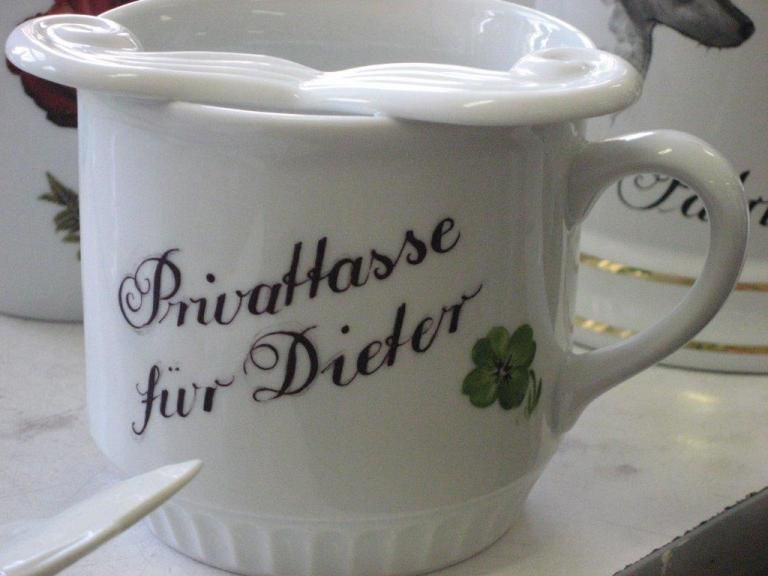 Privattasse
für Dieter